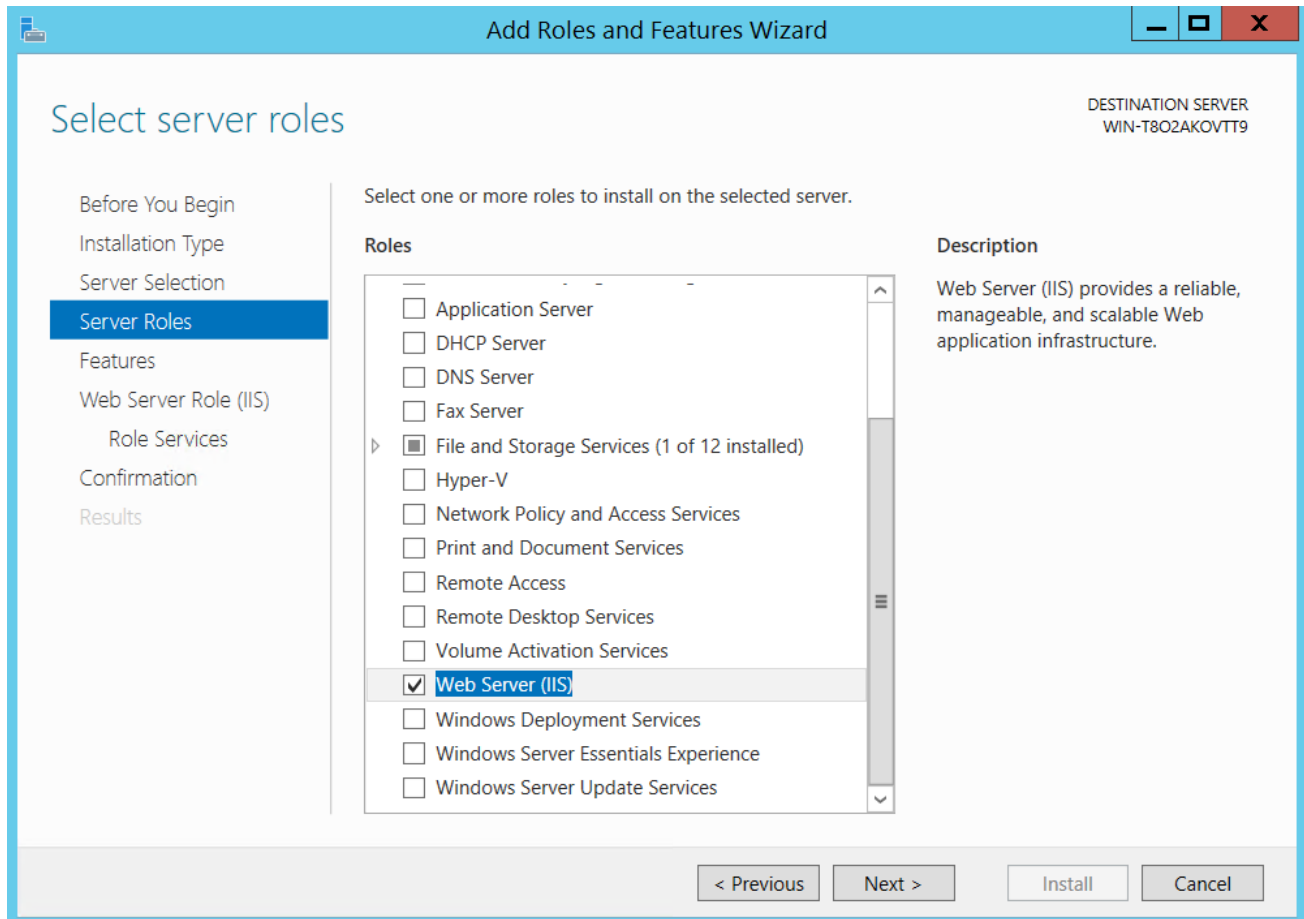 Add Roles and Features Wizard
Select server roles
DESTINATION SERVER
WIN-T8O2AKOVTT9
Before You Begin
Installation Type
Server Selection
Server Roles
Features
Web Server Role (IIS)
Role Services
Confirmation
Results
Select one or more roles to install on the selected server.
Roles
Application Server
DHCP Server
DNS Server
Fax Server
File and Storage Services (1 of 12 installed)
Hyper-V
Network Policy and Access Services
Print and Document Services
Remote Access
Remote Desktop Services
Volume Activation Services
Web Server (IIS)
Windows Deployment Services
Windows Server Essentials Experience
Windows Server Update Services
Description
Web Server (IIS) provides a reliable,
manageable, and scalable Web
application infrastructure.
< Previous
Next >
Install
Cancel